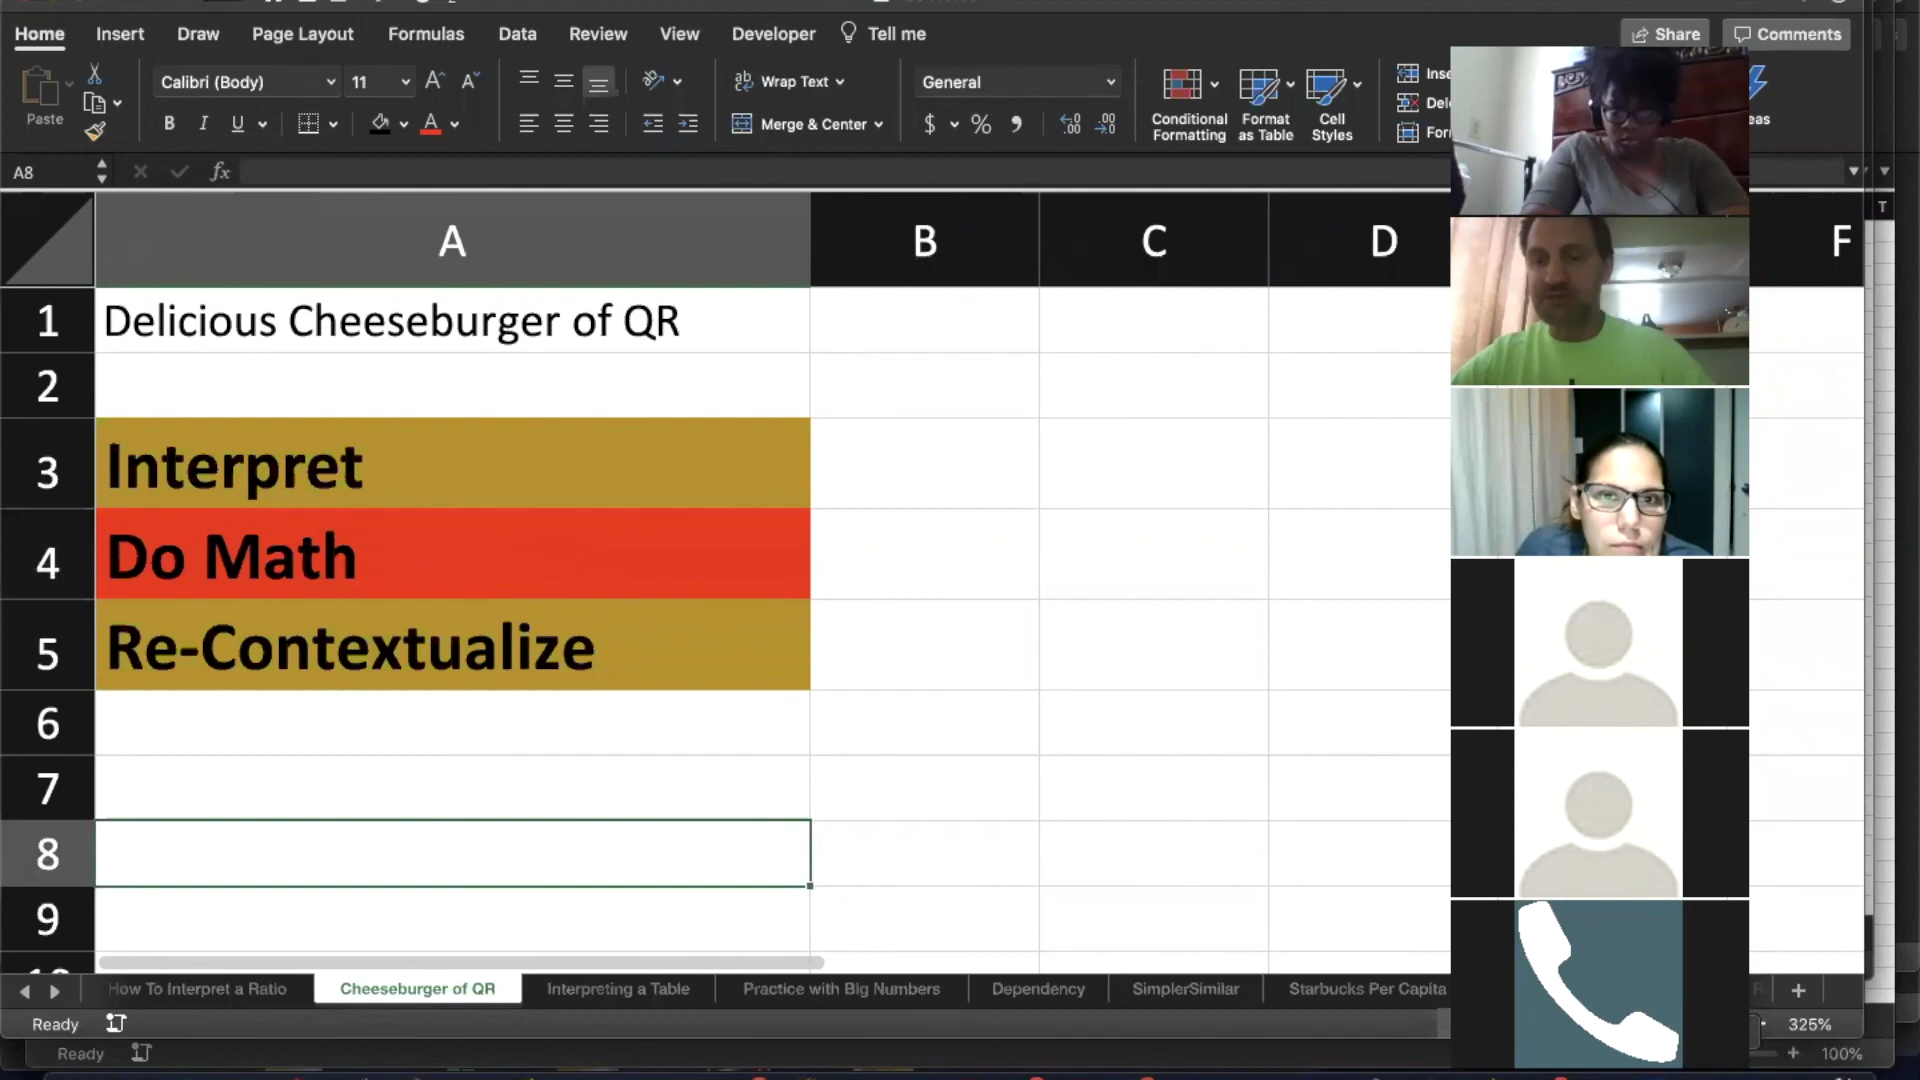 Home Insert Draw Page Layout Formulas Data Review View Developer Tell me Share Comments
Calibri (Body) 11 A A Wrap Text General
Paste Conditional Formatting Format as Table Cell Styles
B I U A Merge & Center $ % 9
A8 fx
A B C D F T
1 Delicious Cheeseburger of QR
2
3 Interpret
4 Do Math
5 Re-Contextualize
6
7
8
9
How To Interpret a Ratio Cheeseburger of QR Interpreting a Table Practice with Big Numbers Dependency SimplerSimilar Starbucks Per Capita
Ready 325%
Ready 100%